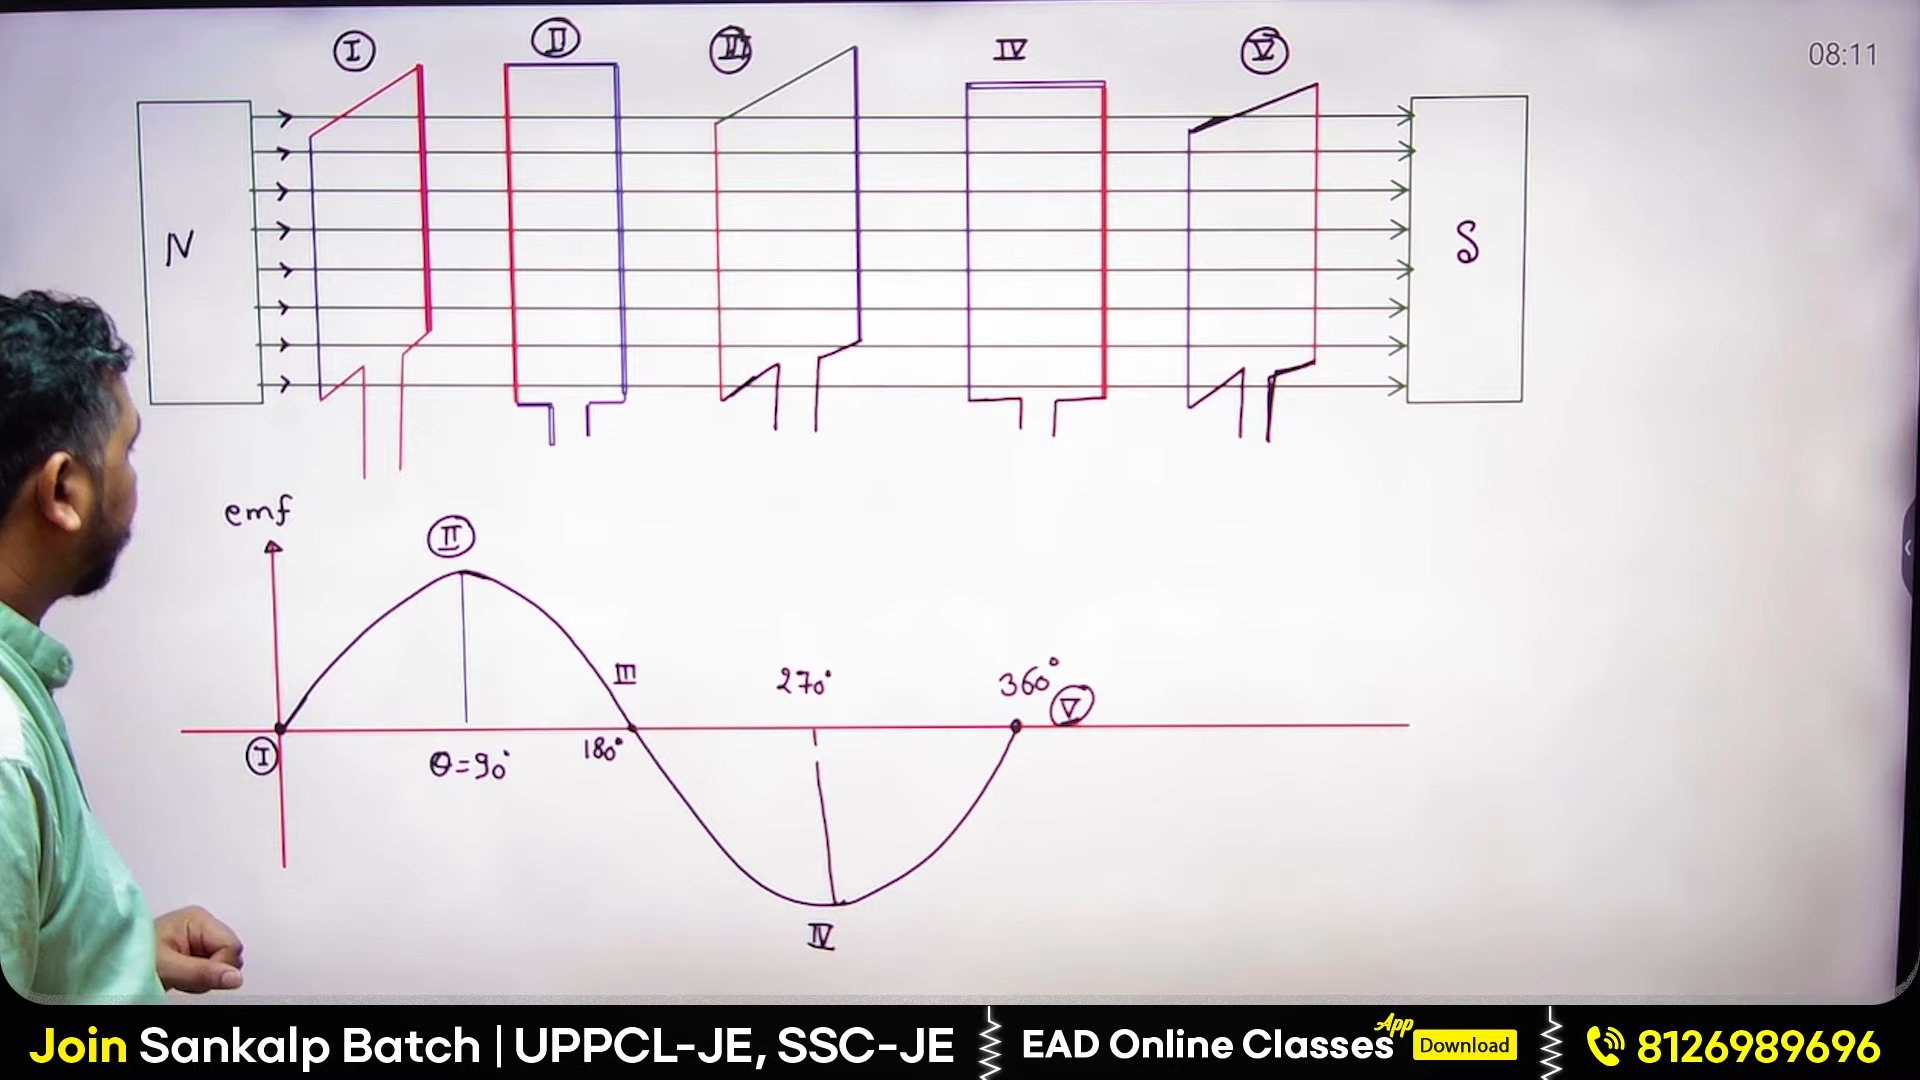 I II III IV V
08:11
N S
emf
II
III 270° 360° V
I θ=90° 180°
IV
Join Sankalp Batch | UPPCL-JE, SSC-JE EAD Online Classes App Download 8126989696